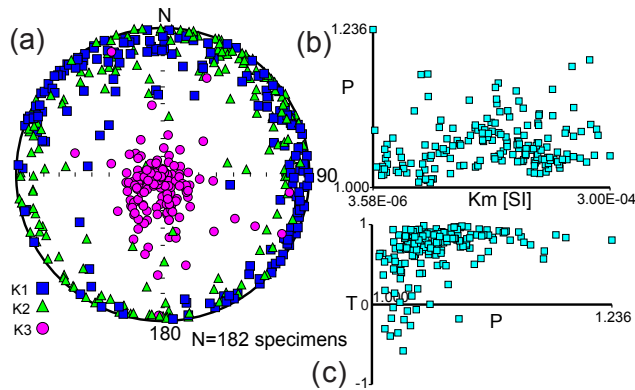 (a)
N
90
180
K1
K2
K3
N=182 specimens
(b)
1.236
P
1.000
3.58E-06
Km [SI]
3.00E-04
1
T
0
1.000
P
1.236
-1
(c)